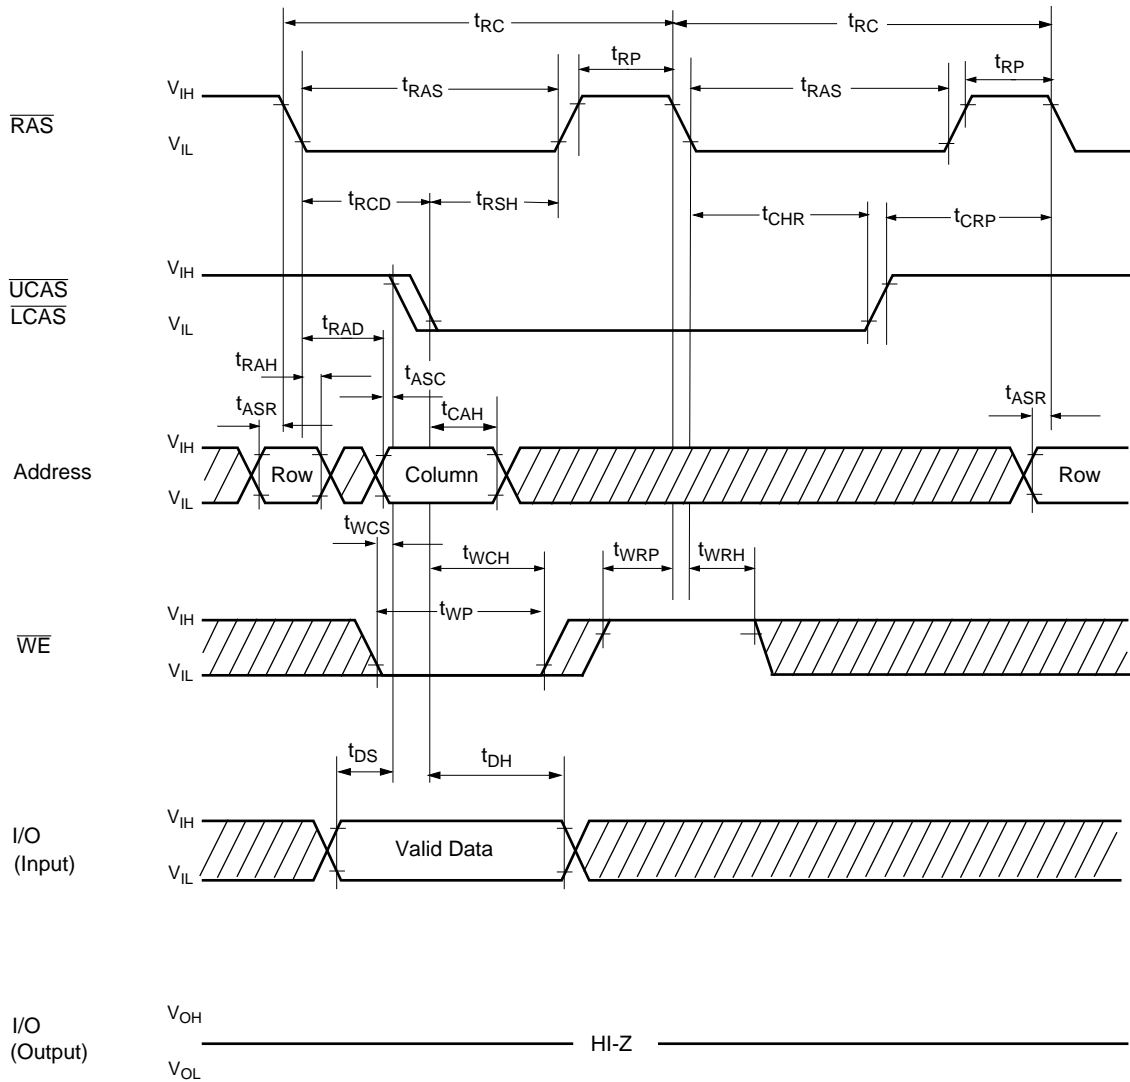 tRC tRC
tRP tRP
tRAS tRAS
VIH
RAS
VIL
tRCD tRSH
tCHR tCRP
VIH
UCAS
LCAS
VIL
tRAD
tRAH
tASC
tASR tCAH tASR
VIH
Address Row Column Row
VIL
tWCS
tWCH tWRP tWRH
tWP
VIH
WE
VIL
tDS tDH
VIH
I/O
(Input) Valid Data
VIL
VOH
I/O
(Output) HI-Z
VOL